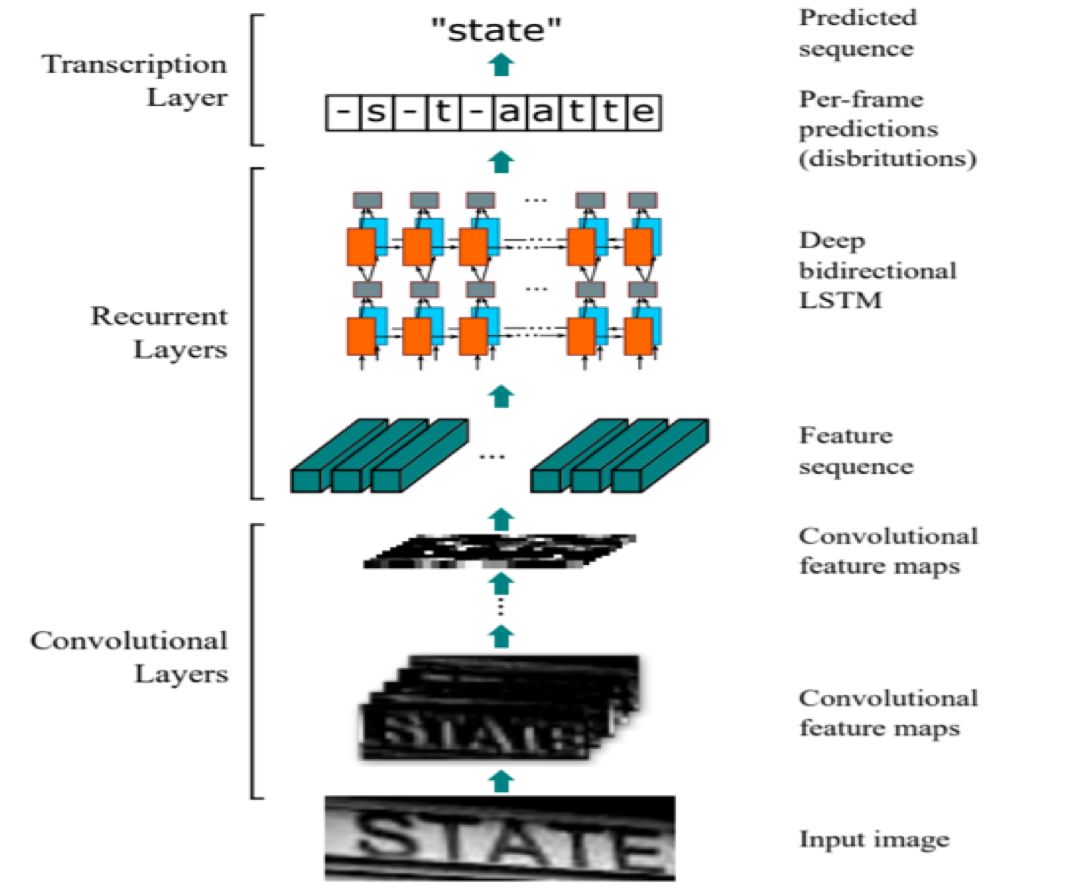 "state"
Predicted
sequence
Transcription
Layer
- s - t - a a t t e
Per-frame
predictions
(disbritutions)
Deep
bidirectional
LSTM
Recurrent
Layers
...
...
...
...
Feature
sequence
...
Convolutional
feature maps
Convolutional
Layers
STATE
Convolutional
feature maps
STATE
Input image